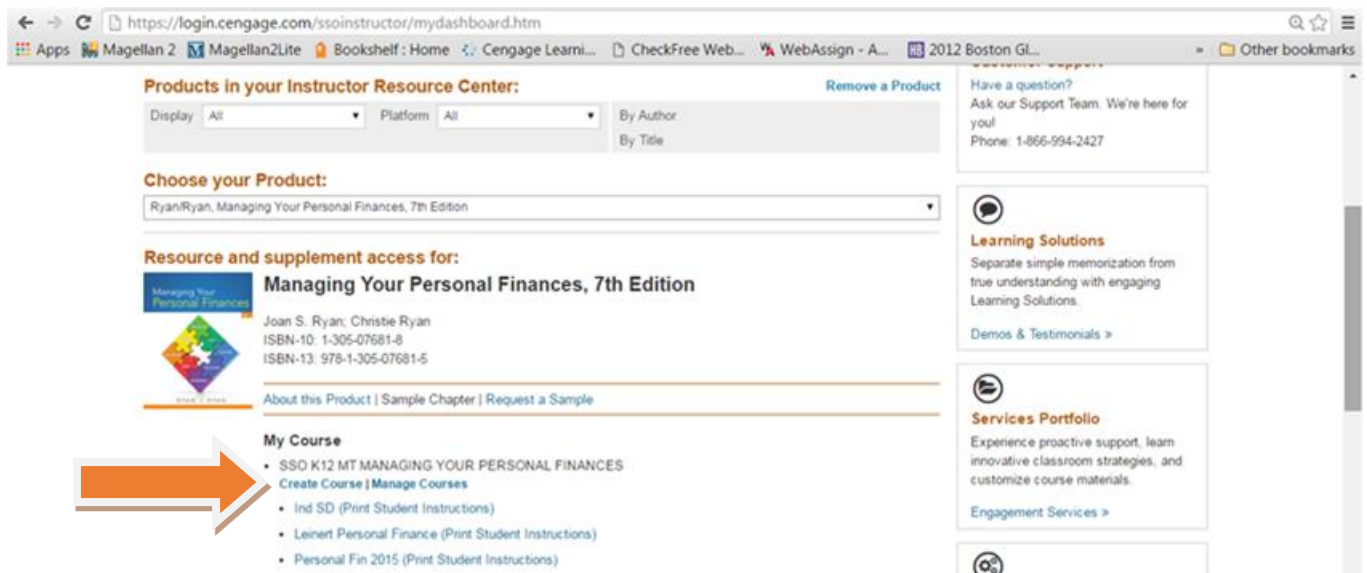 https://login.cengage.com/ssoinstructor/mydashboard.htm
Apps Magellan 2 Magellan2Lite Bookshelf : Home Cengage Learni... CheckFree Web... WebAssign - A... 2012 Boston Gl... » Other bookmarks
Products in your Instructor Resource Center: Remove a Product
Display All Platform All By Author
By Title
Choose your Product:
Ryan/Ryan, Managing Your Personal Finances, 7th Edition
Resource and supplement access for:
Managing Your
Personal Finances
Managing Your Personal Finances, 7th Edition
Joan S. Ryan; Christie Ryan
ISBN-10: 1-305-07681-8
ISBN-13: 978-1-305-07681-5
RYAN RYAN
About this Product | Sample Chapter | Request a Sample
My Course
• SSO K12 MT MANAGING YOUR PERSONAL FINANCES
Create Course | Manage Courses
• Ind SD (Print Student Instructions)
• Leinert Personal Finance (Print Student Instructions)
• Personal Fin 2015 (Print Student Instructions)
Customer Support
Have a question?
Ask our Support Team. We're here for
you!
Phone: 1-866-994-2427
Learning Solutions
Separate simple memorization from
true understanding with engaging
Learning Solutions.
Demos & Testimonials »
Services Portfolio
Experience proactive support, learn
innovative classroom strategies, and
customize course materials.
Engagement Services »